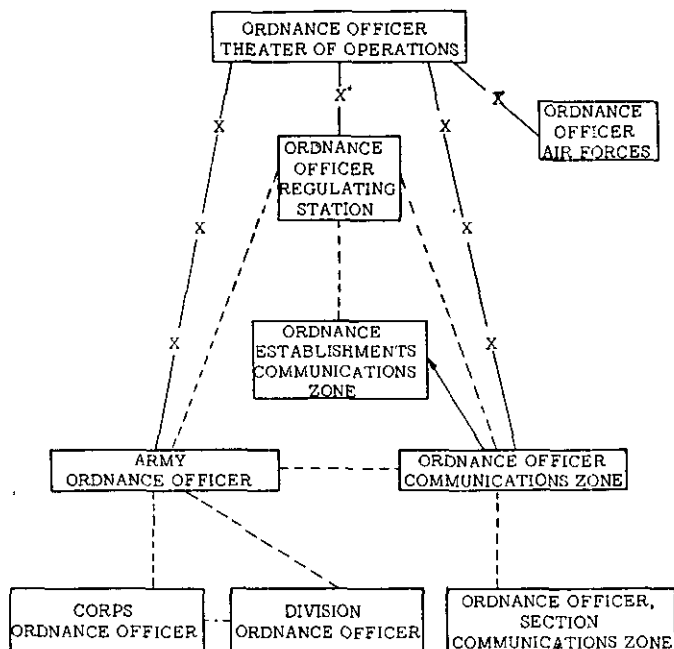 ORDNANCE OFFICER
THEATER OF OPERATIONS
X
X
X
X
ORDNANCE
OFFICER
AIR FORCES
ORDNANCE
OFFICER
REGULATING
STATION
X
X
ORDNANCE
ESTABLISHMENTS
COMMUNICATIONS
ZONE
X
X
ARMY
ORDNANCE OFFICER
ORDNANCE OFFICER
COMMUNICATIONS ZONE
CORPS
ORDNANCE OFFICER
DIVISION
ORDNANCE OFFICER
ORDNANCE OFFICER,
SECTION
COMMUNICATIONS ZONE